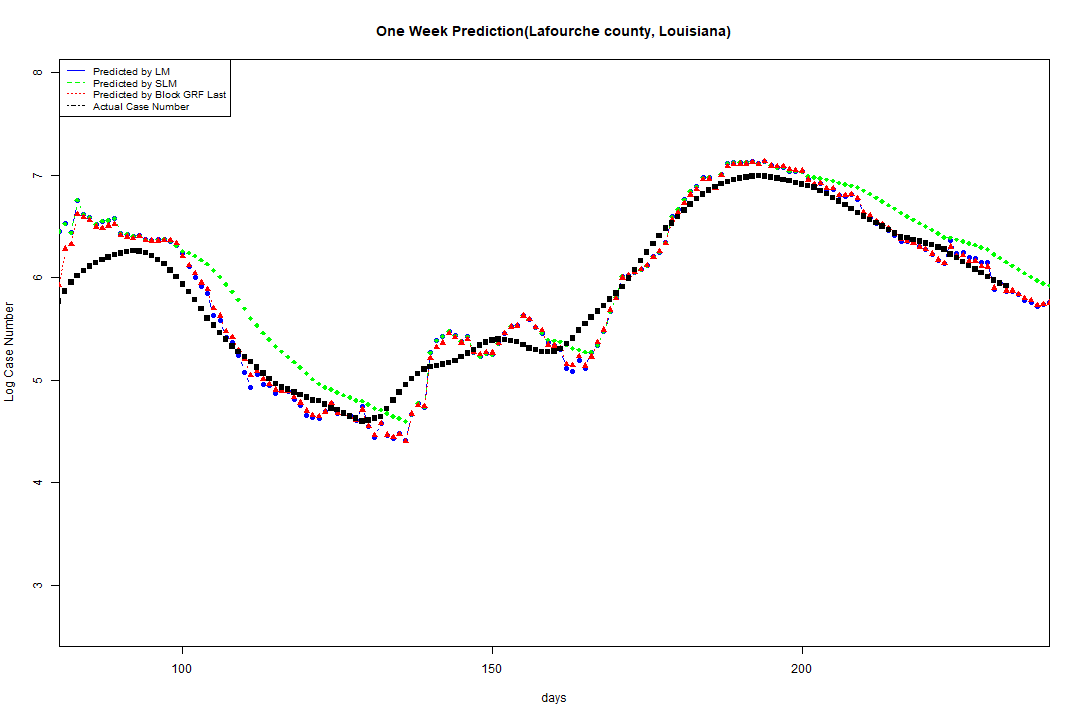 One Week Prediction(Lafourche county, Louisiana)
Predicted by LM
Predicted by SLM
Predicted by Block GRF Last
Actual Case Number
8
7
6
5
4
3
Log Case Number
100
150
200
days